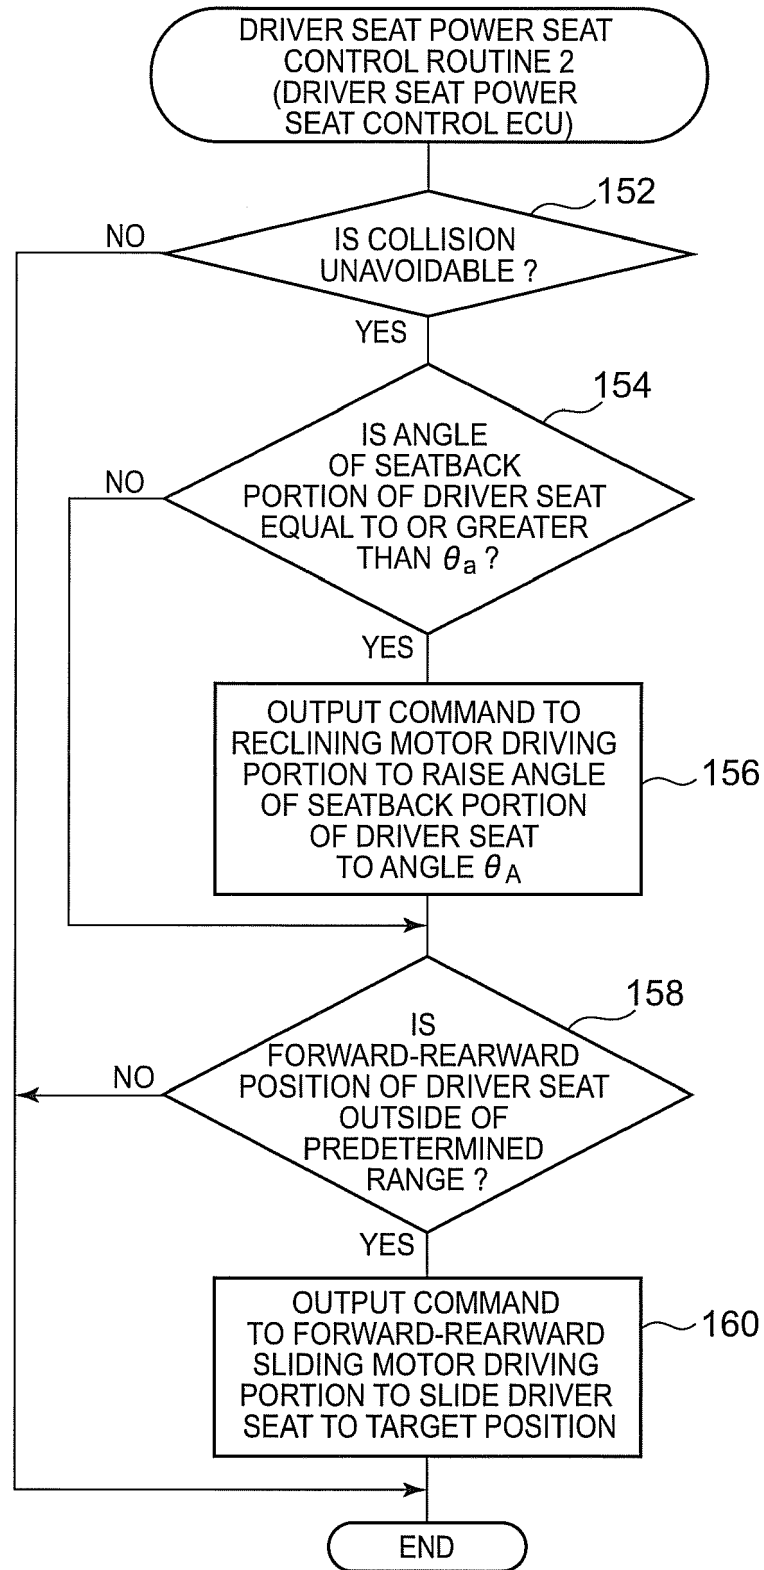 DRIVER SEAT POWER SEAT
CONTROL ROUTINE 2
(DRIVER SEAT POWER
SEAT CONTROL ECU)
152
NO
IS COLLISION
UNAVOIDABLE ?
YES
154
NO
IS ANGLE
OF SEATBACK
PORTION OF DRIVER SEAT
EQUAL TO OR GREATER
THAN θa ?
YES
OUTPUT COMMAND TO
RECLINING MOTOR DRIVING
PORTION TO RAISE ANGLE
OF SEATBACK PORTION
OF DRIVER SEAT
TO ANGLE θA
156
158
NO
IS
FORWARD-REARWARD
POSITION OF DRIVER SEAT
OUTSIDE OF
PREDETERMINED
RANGE ?
YES
OUTPUT COMMAND
TO FORWARD-REARWARD
SLIDING MOTOR DRIVING
PORTION TO SLIDE DRIVER
SEAT TO TARGET POSITION
160
END